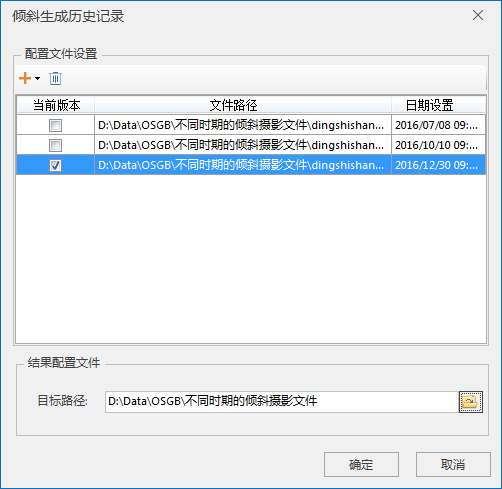 倾斜生成历史记录
配置文件设置
当前版本 文件路径 日期设置
D:\Data\OSGB\不同时期的倾斜摄影文件\dingshishan... 2016/07/08 09:...
D:\Data\OSGB\不同时期的倾斜摄影文件\dingshishan... 2016/10/10 09:...
D:\Data\OSGB\不同时期的倾斜摄影文件\dingshishan... 2016/12/30 09:...
结果配置文件
目标路径: D:\Data\OSGB\不同时期的倾斜摄影文件
确定 取消